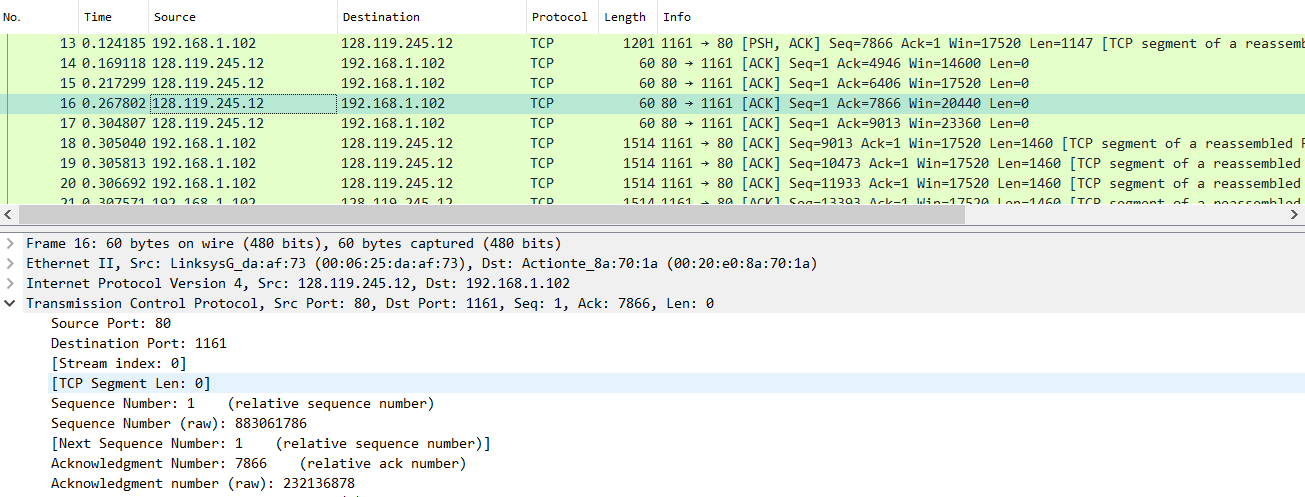 No. Time Source Destination Protocol Length Info
13 0.124185 192.168.1.102 128.119.245.12 TCP 1201 1161 → 80 [PSH, ACK] Seq=7866 Ack=1 Win=17520 Len=1147 [TCP segment of a reassemb
14 0.169118 128.119.245.12 192.168.1.102 TCP 60 80 → 1161 [ACK] Seq=1 Ack=4946 Win=14600 Len=0
15 0.217299 128.119.245.12 192.168.1.102 TCP 60 80 → 1161 [ACK] Seq=1 Ack=6406 Win=17520 Len=0
16 0.267802 128.119.245.12 192.168.1.102 TCP 60 80 → 1161 [ACK] Seq=1 Ack=7866 Win=20440 Len=0
17 0.304807 128.119.245.12 192.168.1.102 TCP 60 80 → 1161 [ACK] Seq=1 Ack=9013 Win=23360 Len=0
18 0.305040 192.168.1.102 128.119.245.12 TCP 1514 1161 → 80 [ACK] Seq=9013 Ack=1 Win=17520 Len=1460 [TCP segment of a reassembled P
19 0.305813 192.168.1.102 128.119.245.12 TCP 1514 1161 → 80 [ACK] Seq=10473 Ack=1 Win=17520 Len=1460 [TCP segment of a reassembled
20 0.306692 192.168.1.102 128.119.245.12 TCP 1514 1161 → 80 [ACK] Seq=11933 Ack=1 Win=17520 Len=1460 [TCP segment of a reassembled
21 0.307571 192.168.1.102 128.119.245.12 TCP 1514 1161 → 80 [ACK] Seq=13393 Ack=1 Win=17520 Len=1460 [TCP segment of a reassembled
Frame 16: 60 bytes on wire (480 bits), 60 bytes captured (480 bits)
Ethernet II, Src: LinksysG_da:af:73 (00:06:25:da:af:73), Dst: Actionte_8a:70:1a (00:20:e0:8a:70:1a)
Internet Protocol Version 4, Src: 128.119.245.12, Dst: 192.168.1.102
Transmission Control Protocol, Src Port: 80, Dst Port: 1161, Seq: 1, Ack: 7866, Len: 0
Source Port: 80
Destination Port: 1161
[Stream index: 0]
[TCP Segment Len: 0]
Sequence Number: 1 (relative sequence number)
Sequence Number (raw): 883061786
[Next Sequence Number: 1 (relative sequence number)]
Acknowledgment Number: 7866 (relative ack number)
Acknowledgment number (raw): 232136878